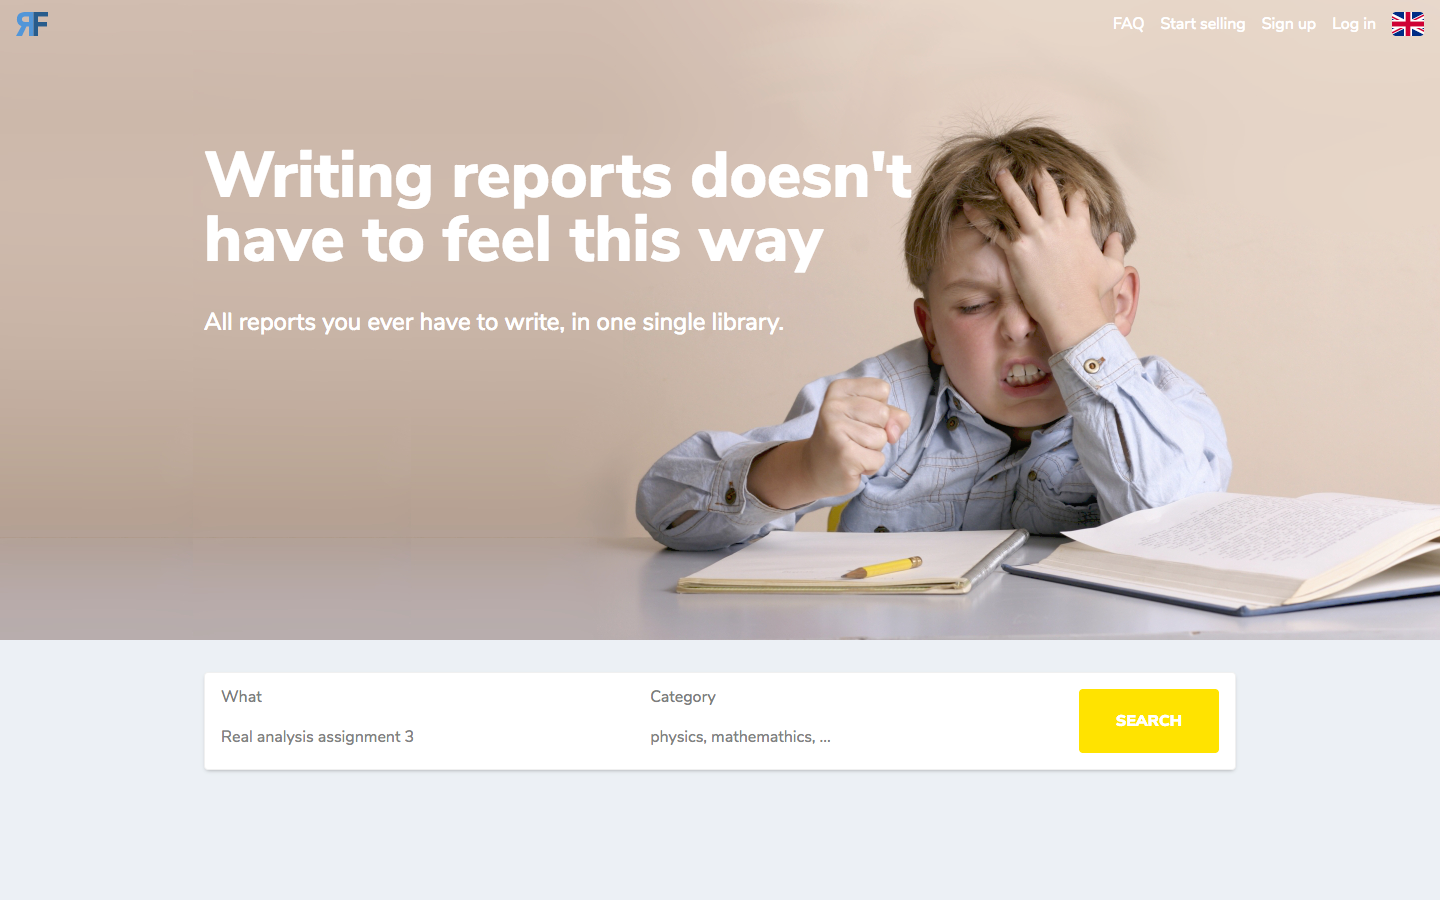 ЯF
FAQ Start selling Sign up Log in
Writing reports doesn't
have to feel this way
All reports you ever have to write, in one single library.
What Category
SEARCH
Real analysis assignment 3 physics, mathemathics, ...